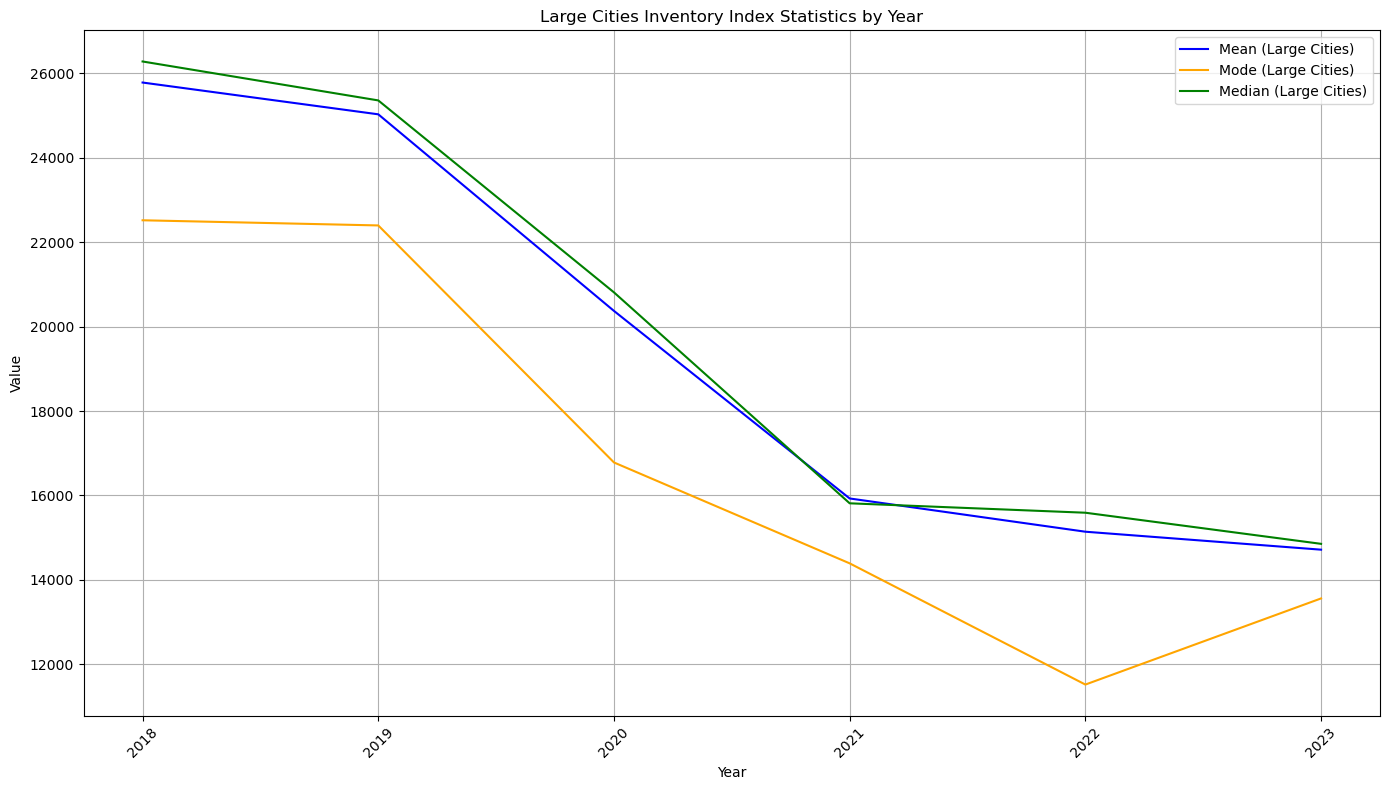 Large Cities Inventory Index Statistics by Year
Mean (Large Cities)
Mode (Large Cities)
Median (Large Cities)
Value
26000
24000
22000
20000
18000
16000
14000
12000
2018
2019
2020
2021
2022
2023
Year